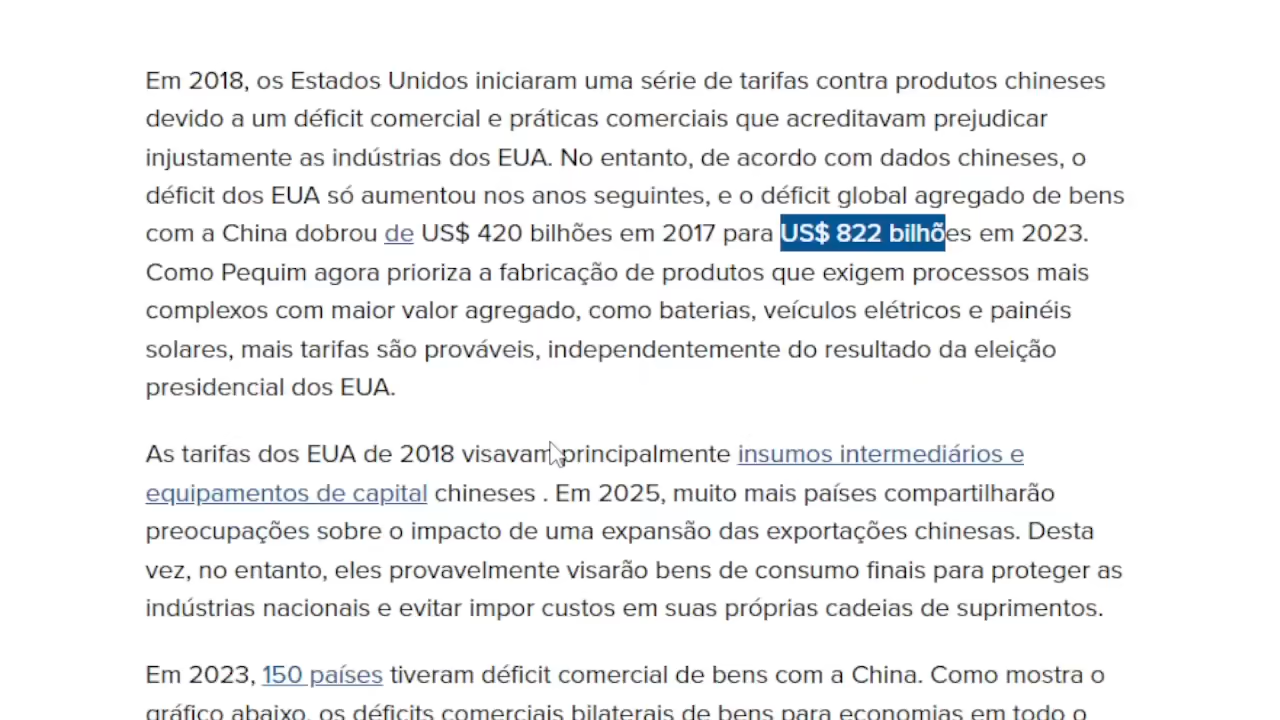 Em 2018, os Estados Unidos iniciaram uma série de tarifas contra produtos chineses
devido a um déficit comercial e práticas comerciais que acreditavam prejudicar
injustamente as indústrias dos EUA. No entanto, de acordo com dados chineses, o
déficit dos EUA só aumentou nos anos seguintes, e o déficit global agregado de bens
com a China dobrou de US$ 420 bilhões em 2017 para US$ 822 bilhões em 2023.
Como Pequim agora prioriza a fabricação de produtos que exigem processos mais
complexos com maior valor agregado, como baterias, veículos elétricos e painéis
solares, mais tarifas são prováveis, independentemente do resultado da eleição
presidencial dos EUA.
As tarifas dos EUA de 2018 visavam principalmente insumos intermediários e
equipamentos de capital chineses . Em 2025, muito mais países compartilharão
preocupações sobre o impacto de uma expansão das exportações chinesas. Desta
vez, no entanto, eles provavelmente visarão bens de consumo finais para proteger as
indústrias nacionais e evitar impor custos em suas próprias cadeias de suprimentos.
Em 2023, 150 países tiveram déficit comercial de bens com a China. Como mostra o
gráfico abaixo, os déficits comerciais bilaterais de bens para economias em todo o